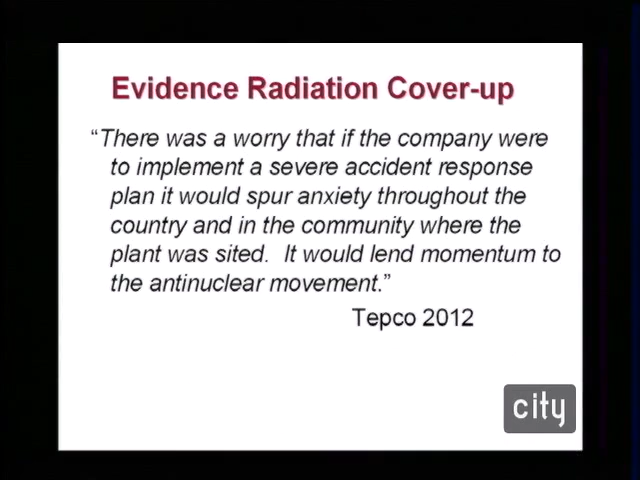 Evidence Radiation Cover-up
“There was a worry that if the company were
to implement a severe accident response
plan it would spur anxiety throughout the
country and in the community where the
plant was sited.  It would lend momentum to
the antinuclear movement.”
Tepco 2012
city